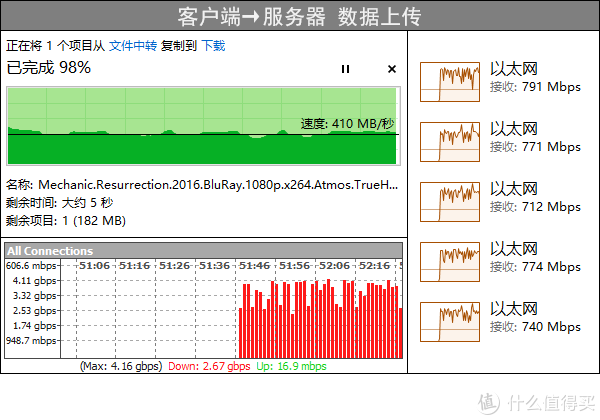 客户端→服务器 数据上传
正在将 1 个项目从 文件中转 复制到 下载
已完成 98%
速度: 410 MB/秒
名称: Mechanic.Resurrection.2016.BluRay.1080p.x264.Atmos.TrueH...
剩余时间: 大约 5 秒
剩余项目: 1 (182 MB)
All Connections
606.6 mbps 51:06 51:16 51:26 51:36 51:46 51:56 52:06 52:16
4.11 gbps
3.32 gbps
2.53 gbps
1.74 gbps
948.7 mbps
(Max: 4.16 gbps) Down: 2.67 gbps Up: 16.9 mbps
以太网
接收: 791 Mbps
以太网
接收: 771 Mbps
以太网
接收: 712 Mbps
以太网
接收: 774 Mbps
以太网
接收: 740 Mbps
值 什么值得买